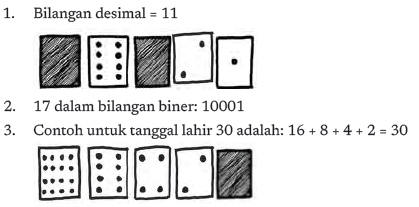 1. Bilangan desimal = 11
2. 17 dalam bilangan biner: 10001
3. Contoh untuk tanggal lahir 30 adalah: 16 + 8 + 4 + 2 = 30